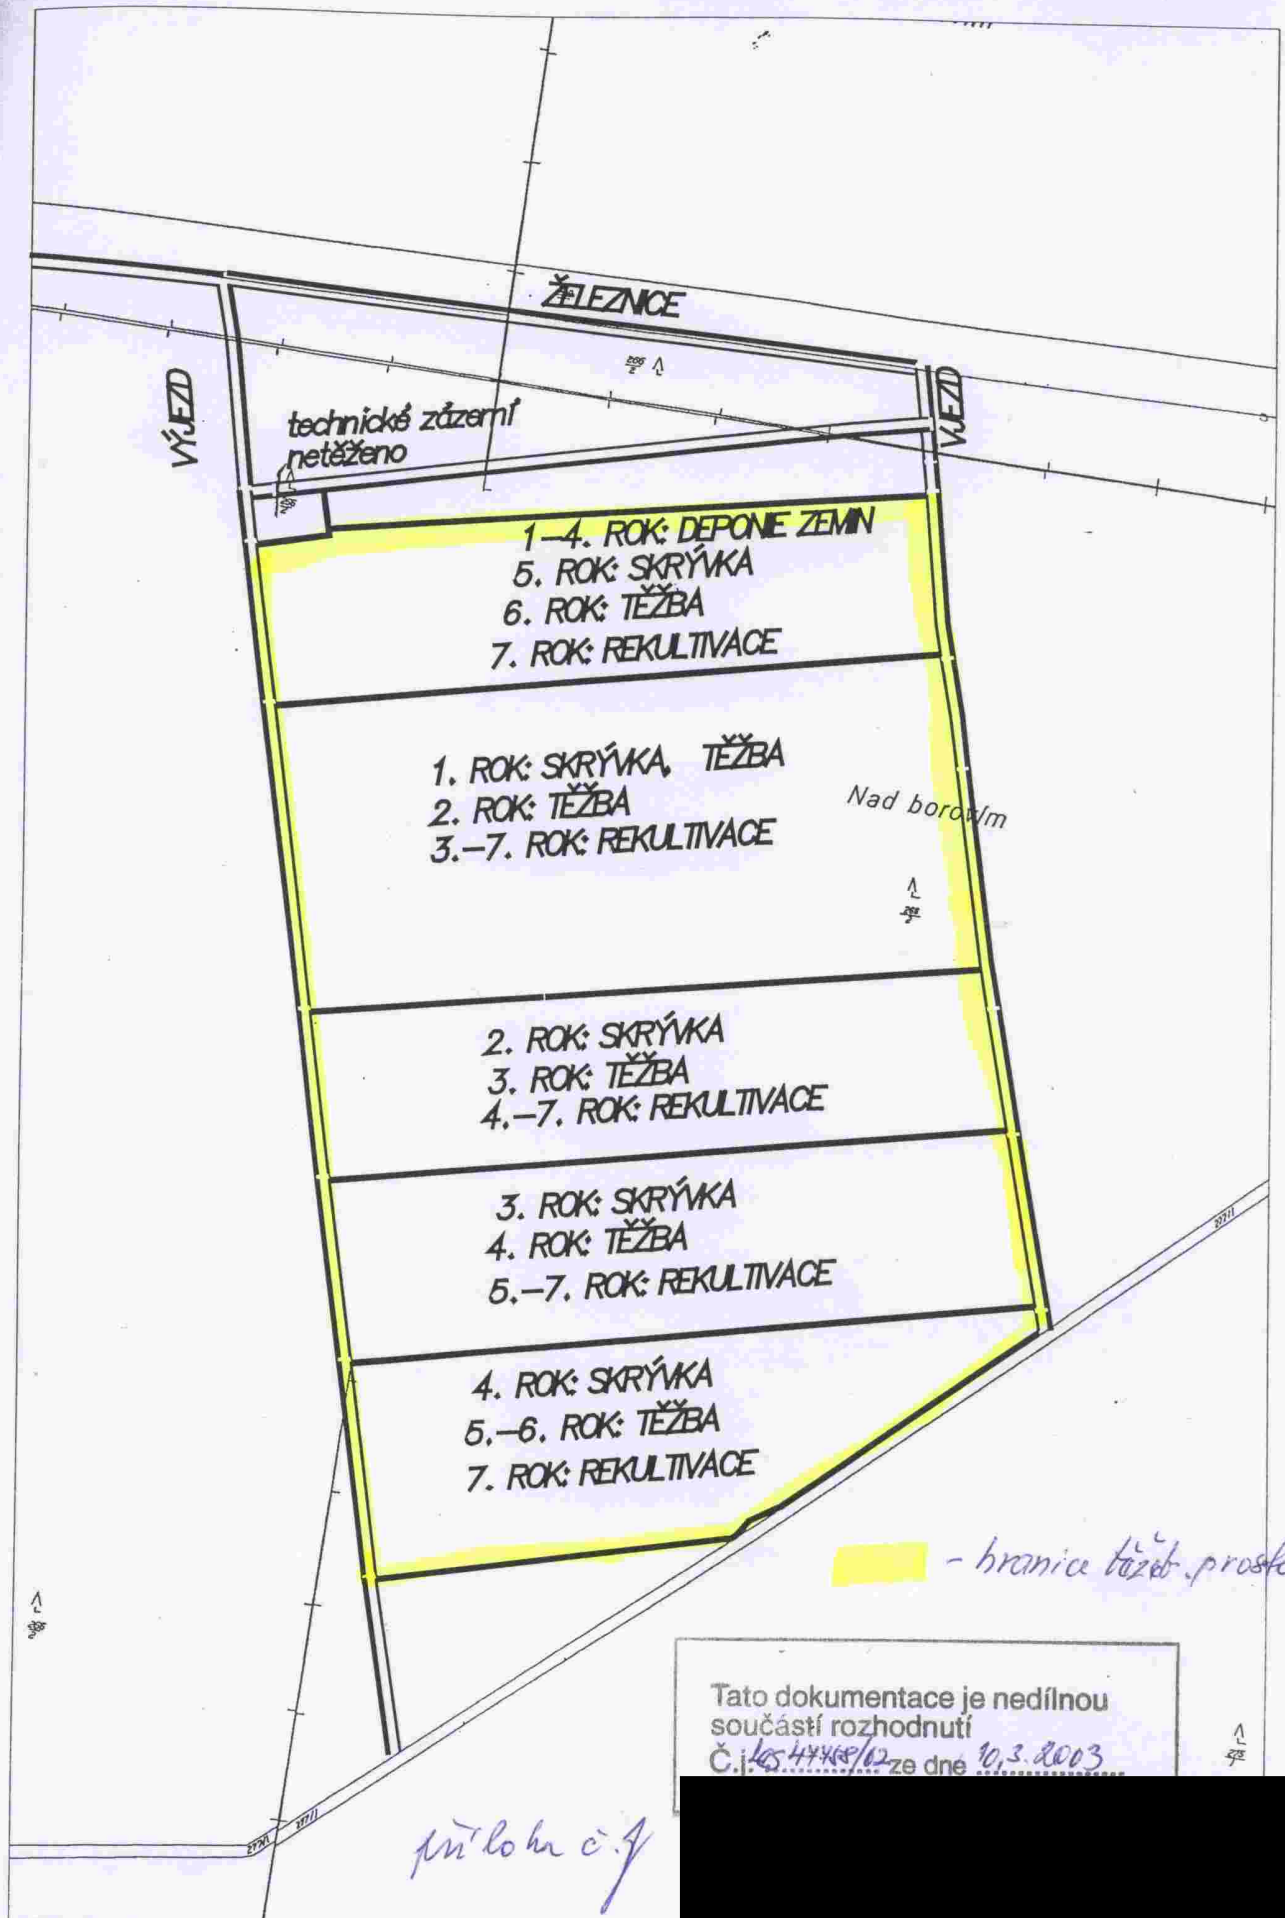 ŽELEZNICE
VÝJEZD
VJEZD
technické zázemí
netěženo
1-4. ROK: DEPONIE ZEMIN
5. ROK: SKRÝVKA
6. ROK: TĚŽBA
7. ROK: REKULTIVACE
1. ROK: SKRÝVKA, TĚŽBA
2. ROK: TĚŽBA
3.-7. ROK: REKULTIVACE
Nad borovím
2. ROK: SKRÝVKA
3. ROK: TĚŽBA
4.-7. ROK: REKULTIVACE
3. ROK: SKRÝVKA
4. ROK: TĚŽBA
5.-7. ROK: REKULTIVACE
4. ROK: SKRÝVKA
5.-6. ROK: TĚŽBA
7. ROK: REKULTIVACE
- hranice těžeb. prosto
Tato dokumentace je nedílnou
součástí rozhodnutí
Č.j. ze dne 10.3.2003
příloha č.